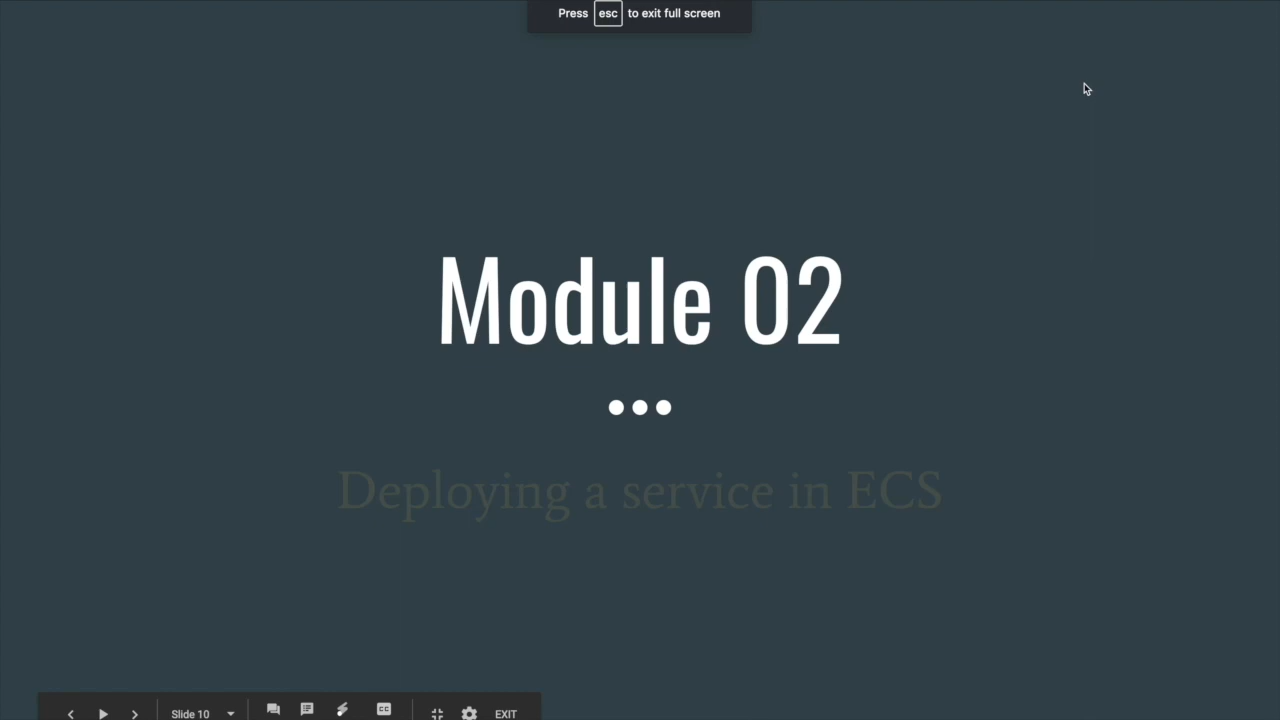 Press esc to exit full screen
Module 02
Deploying a service in ECS
Slide 10
CC
EXIT